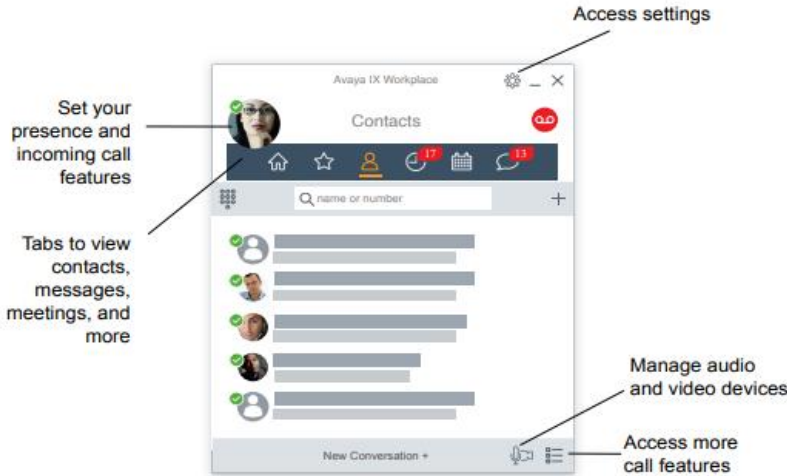 Access settings
Avaya IX Workplace
Set your
presence and
incoming call
features
Contacts
17
13
name or number
Tabs to view
contacts,
messages,
meetings, and
more
Manage audio
and video devices
New Conversation +
Access more
call features